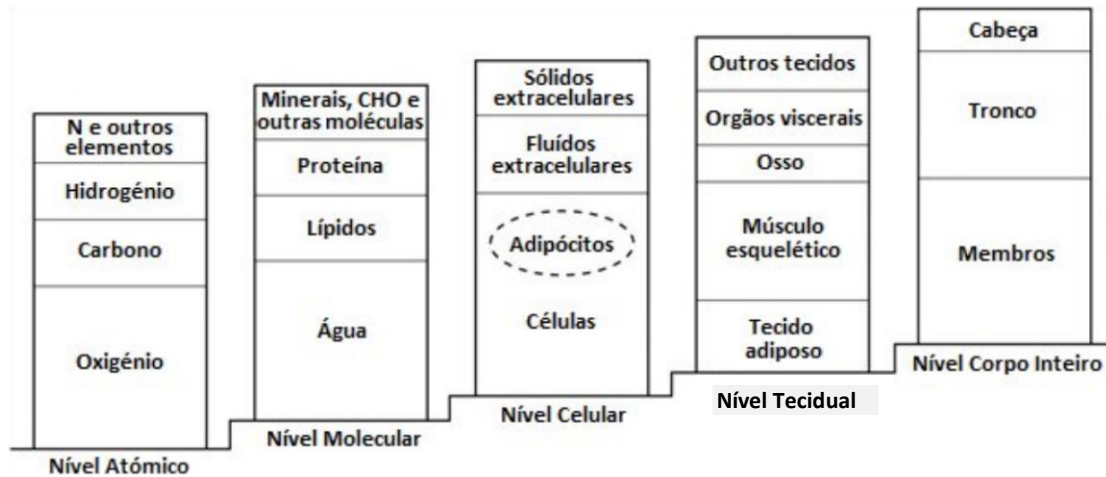 N e outros
elementos
Hidrogénio
Carbono
Oxigénio
Nível Atómico
Minerais, CHO e
outras moléculas
Proteína
Lípidos
Água
Nível Molecular
Sólidos
extracelulares
Fluídos
extracelulares
Adipócitos
Células
Nível Celular
Outros tecidos
Orgãos viscerais
Osso
Músculo
esquelético
Tecido
adiposo
Nível Tecidual
Cabeça
Tronco
Membros
Nível Corpo Inteiro